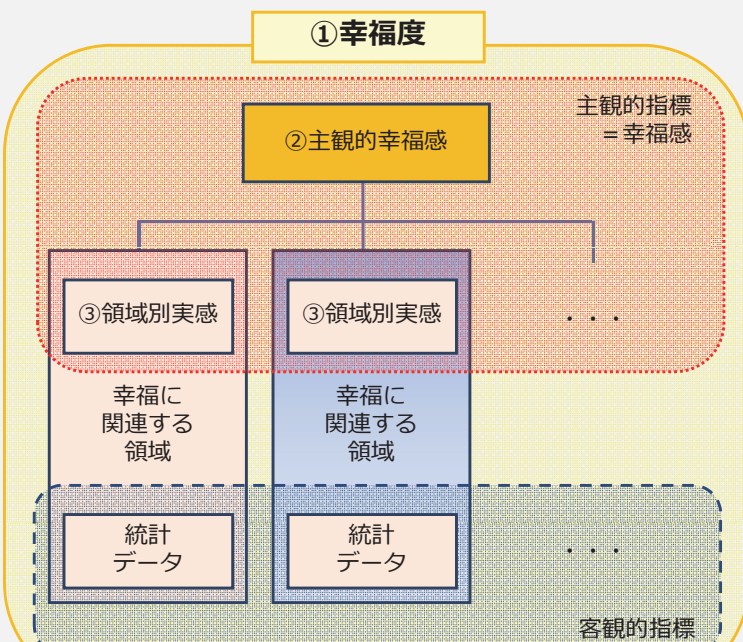 ①幸福度
主観的指標
＝幸福感
②主観的幸福感
③領域別実感
③領域別実感
・・・
幸福に
関連する
領域
幸福に
関連する
領域
統計
データ
統計
データ
・・・
客観的指標